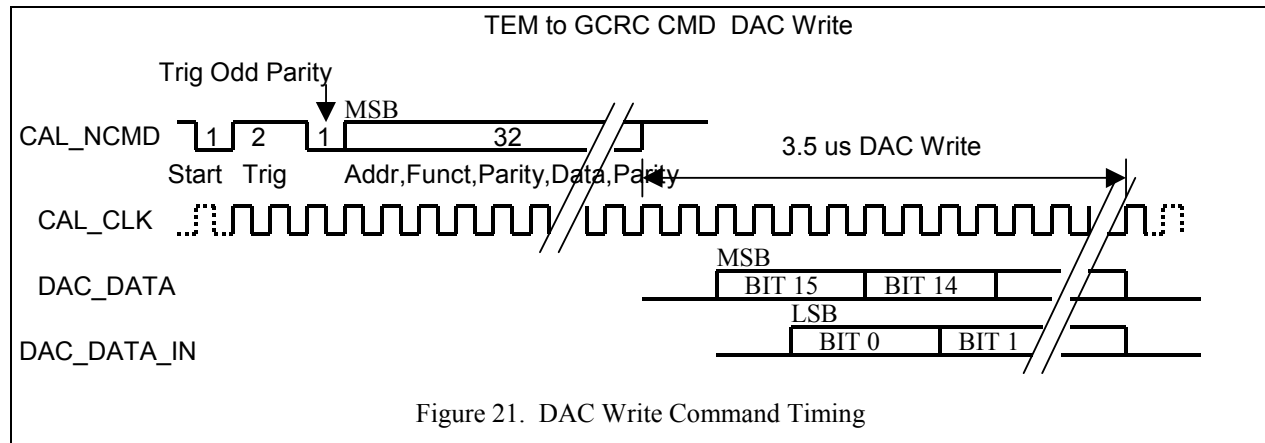 TEM to GCRC CMD DAC Write
Trig Odd Parity
MSB
CAL_NCMD 1 2 1 32
3.5 us DAC Write
Start Trig Addr,Funct,Parity,Data,Parity
CAL_CLK
MSB
DAC_DATA BIT 15 BIT 14
LSB
DAC_DATA_IN BIT 0 BIT 1
Figure 21. DAC Write Command Timing